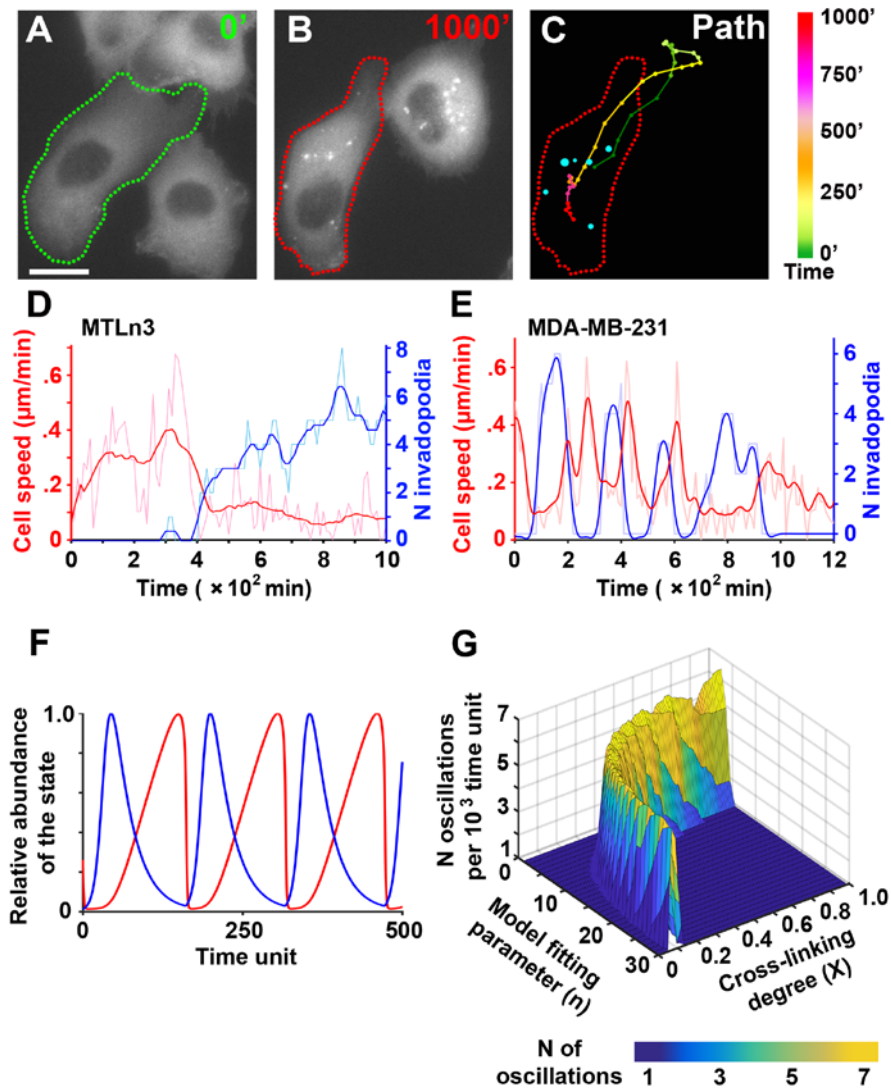 A 0’
B 1000’
C Path
1000’
750’
500’
250’
0’
Time
D
MTLn3
Cell speed (µm/min)
.6
.4
.2
0
N invadopodia
8
6
4
2
0
0 2 4 6 8 10
Time ( ×10² min)
E
MDA-MB-231
Cell speed (µm/min)
.6
.4
.2
0
N invadopodia
6
4
2
0
0 2 4 6 8 10 12
Time ( ×10² min)
F
Relative abundance
of the state
1.0
0
0 250 500
Time unit
G
N oscillations
per 10³ time unit
7
5
3
1
0
10
20
30
Model fitting
parameter (n)
0
0.2
0.4
0.6
0.8
1.0
Cross-linking
degree (X)
N of
oscillations
1 3 5 7